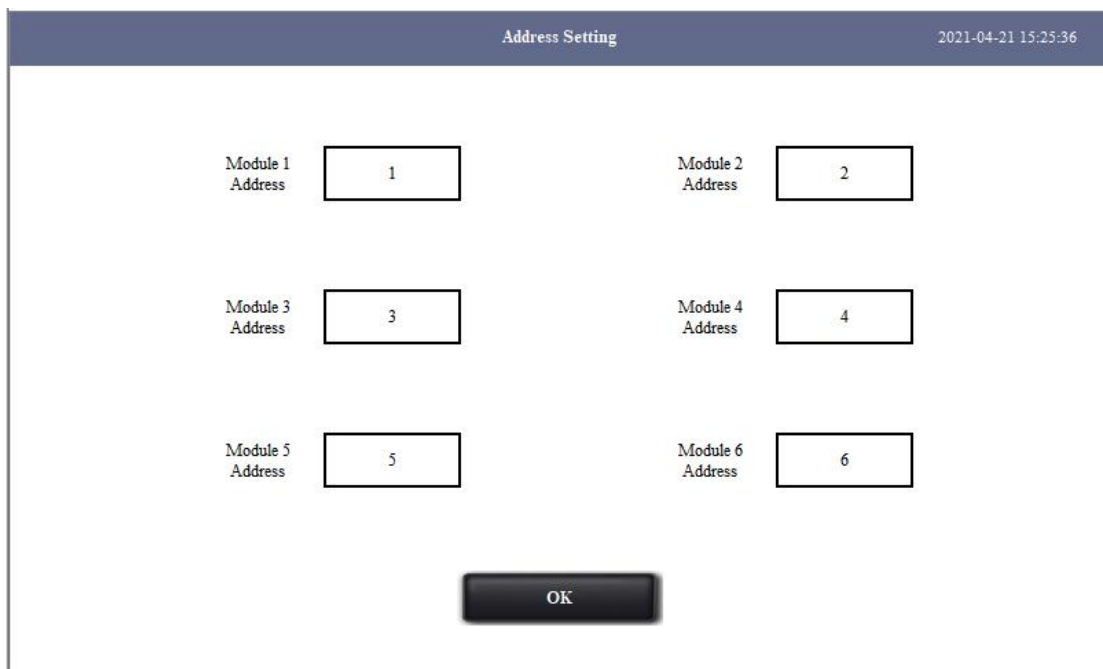 Address Setting
2021-04-21 15:25:36
Module 1
Address
1
Module 2
Address
2
Module 3
Address
3
Module 4
Address
4
Module 5
Address
5
Module 6
Address
6
OK